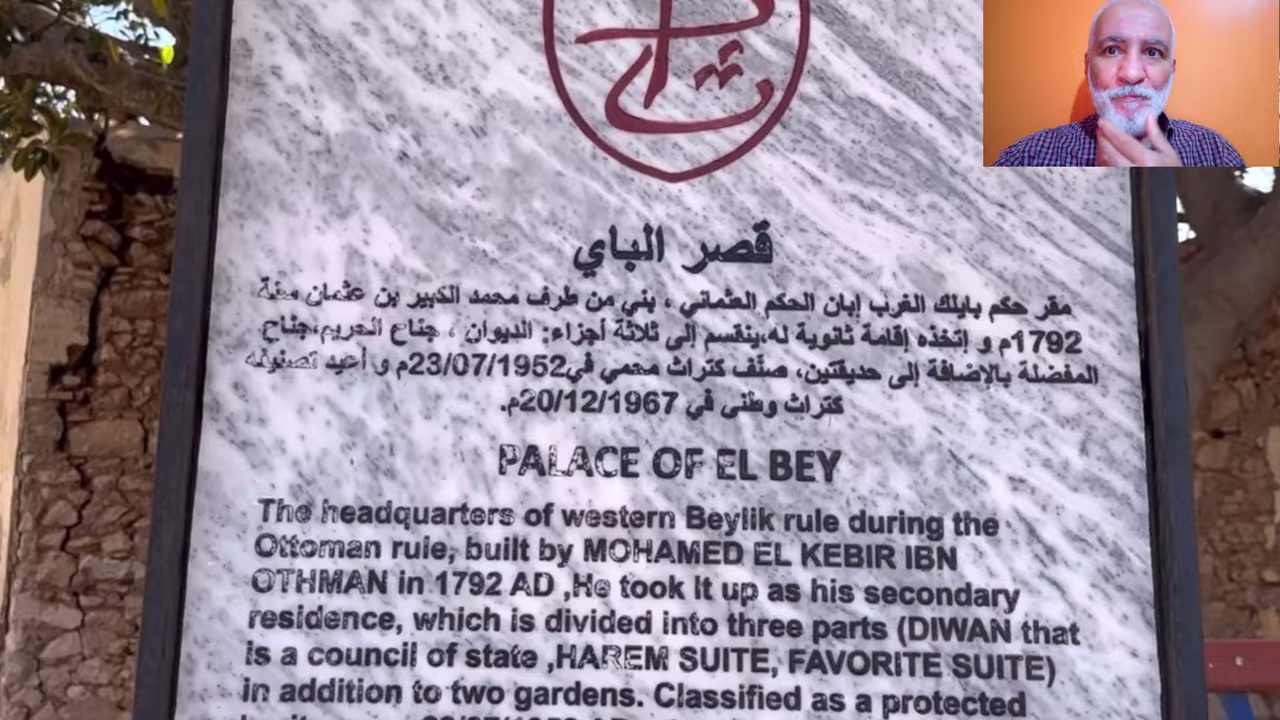 قصر الباي
مقر حكم بايلك الغرب إبان الحكم العثماني ، بني من طرف محمد الكبير بن عثمان سنة
1792م و إتخذه إقامة ثانوية له،ينقسم إلى ثلاثة أجزاء: الديوان ، جناح الحريم،جناح
المفضلة بالإضافة إلى حديقتين، صنّف كتراث محمي في23/07/1952م و أعيد تصنيفه
كتراث وطني في 20/12/1967م.
PALACE OF EL BEY
The headquarters of western Beylik rule during the
Ottoman rule, built by MOHAMED EL KEBIR IBN
OTHMAN in 1792 AD ,He took it up as his secondary
residence, which is divided into three parts (DIWAN that
is a council of state ,HAREM SUITE, FAVORITE SUITE)
in addition to two gardens. Classified as a protected